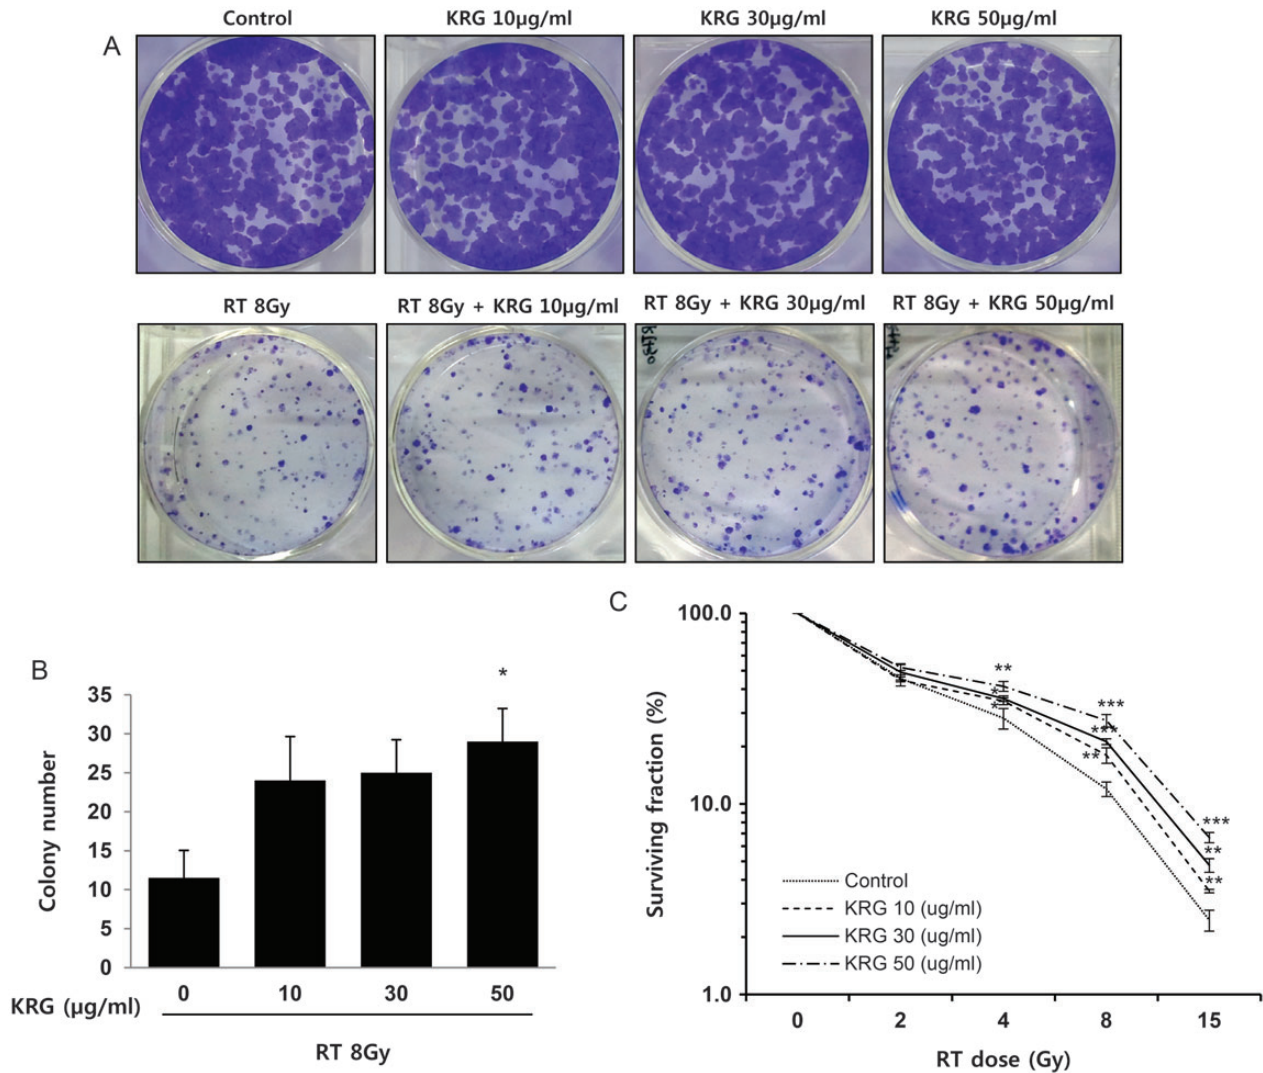 A
Control
KRG 10µg/ml
KRG 30µg/ml
KRG 50µg/ml
RT 8Gy
RT 8Gy + KRG 10µg/ml
RT 8Gy + KRG 30µg/ml
RT 8Gy + KRG 50µg/ml
B
*
Colony number
35
30
25
20
15
10
5
0
KRG (µg/ml)
0
10
30
50
RT 8Gy
C
Surviving fraction (%)
100.0
10.0
1.0
**
*
*
***
***
**
***
**
**
Control
KRG 10 (ug/ml)
KRG 30 (ug/ml)
KRG 50 (ug/ml)
0
2
4
8
15
RT dose (Gy)